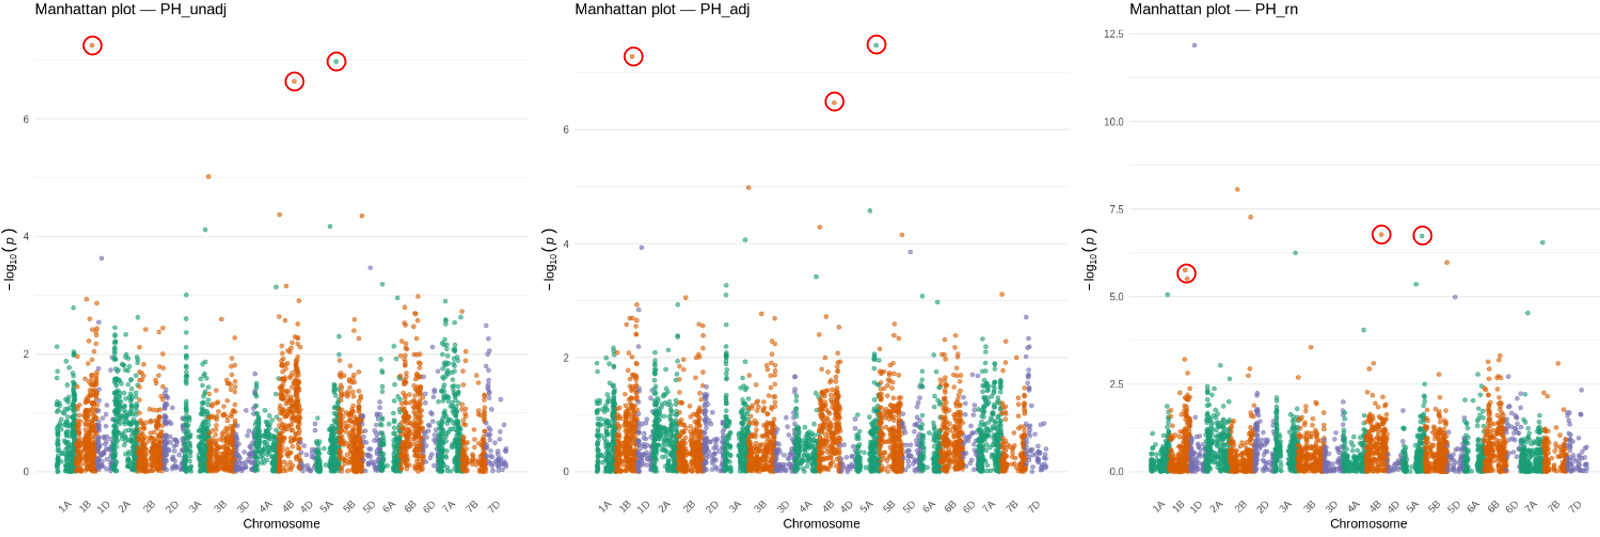 Manhattan plot — PH_unadj
6
4
2
0
− log10( p )
1A 1B 1D 2A 2B 2D 3A 3B 3D 4A 4B 4D 5A 5B 5D 6A 6B 6D 7A 7B 7D
Chromosome
Manhattan plot — PH_adj
6
4
2
0
− log10( p )
1A 1B 1D 2A 2B 2D 3A 3B 3D 4A 4B 4D 5A 5B 5D 6A 6B 6D 7A 7B 7D
Chromosome
Manhattan plot — PH_rn
12.5
10.0
7.5
5.0
2.5
0.0
− log10( p )
1A 1B 1D 2A 2B 2D 3A 3B 3D 4A 4B 4D 5A 5B 5D 6A 6B 6D 7A 7B 7D
Chromosome